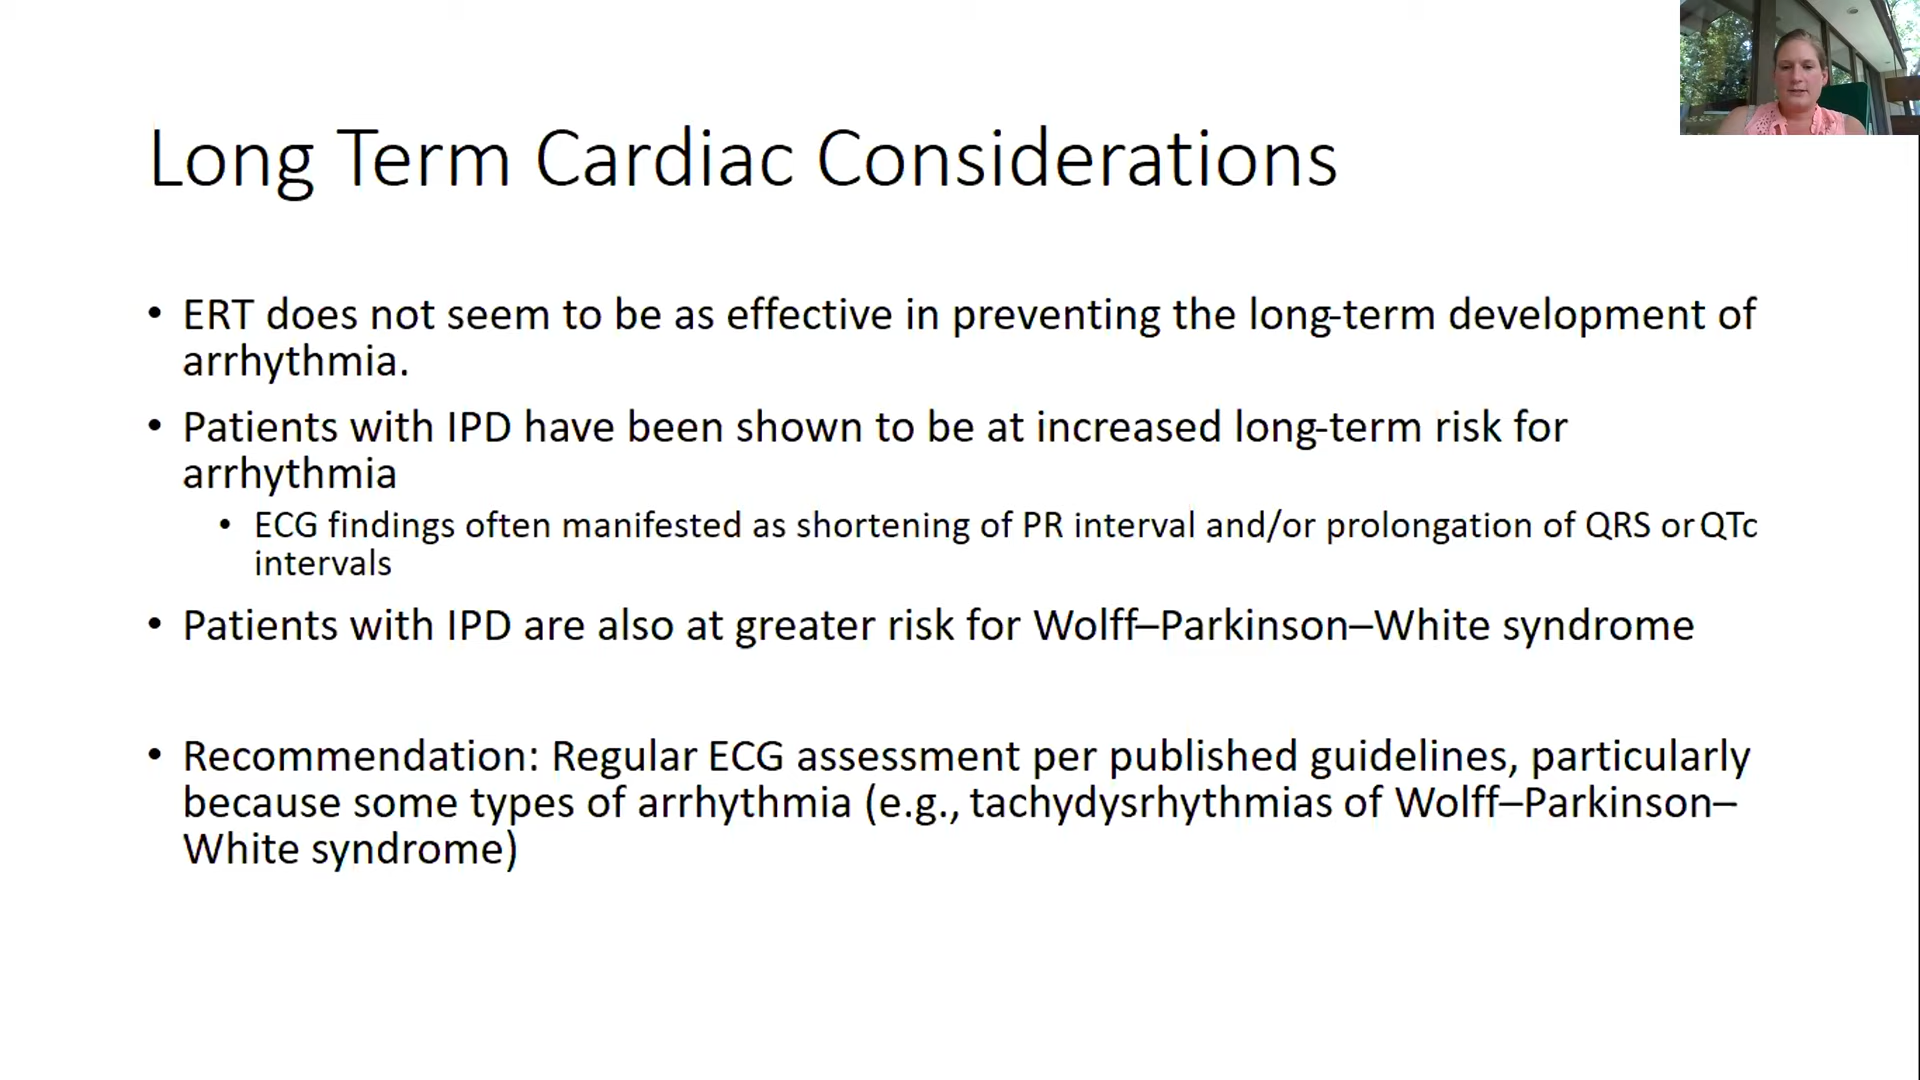 Long Term Cardiac Considerations
• ERT does not seem to be as effective in preventing the long-term development of
arrhythmia.
• Patients with IPD have been shown to be at increased long-term risk for
arrhythmia
• ECG findings often manifested as shortening of PR interval and/or prolongation of QRS or QTc
intervals
• Patients with IPD are also at greater risk for Wolff–Parkinson–White syndrome
• Recommendation: Regular ECG assessment per published guidelines, particularly
because some types of arrhythmia (e.g., tachydysrhythmias of Wolff–Parkinson–
White syndrome)